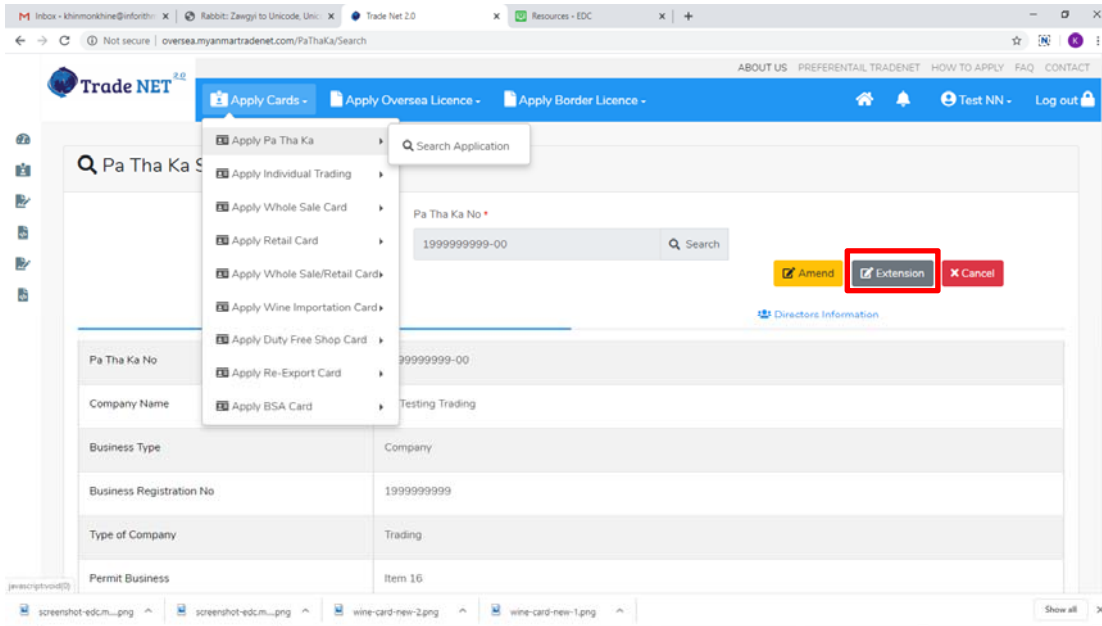 Inbox - khinmonkhine@inforithm
Rabbit: Zawgyi to Unicode, Unic
Trade Net 2.0
Resources - EDC
Not secure | oversea.myanmartradenet.com/PaThaKa/Search
K
ABOUT US PREFERENTAIL TRADENET HOW TO APPLY FAQ CONTACT
Trade NET 2.0
Apply Cards
Apply Oversea Licence
Apply Border Licence
Test NN
Log out
Apply Pa Tha Ka
Search Application
Pa Tha Ka S
Apply Individual Trading
Apply Whole Sale Card
Pa Tha Ka No *
Apply Retail Card
1999999999-00
Search
Apply Whole Sale/Retail Card
Amend
Extension
Cancel
Apply Wine Importation Card
Directors Information
Apply Duty Free Shop Card
Pa Tha Ka No
99999999-00
Apply Re-Export Card
Company Name
Testing Trading
Apply BSA Card
Business Type
Company
Business Registration No
1999999999
Type of Company
Trading
Permit Business
Item 16
javascript:void(0)
screenshot-edc.m....png
screenshot-edc.m....png
wine-card-new-2.png
wine-card-new-1.png
Show all